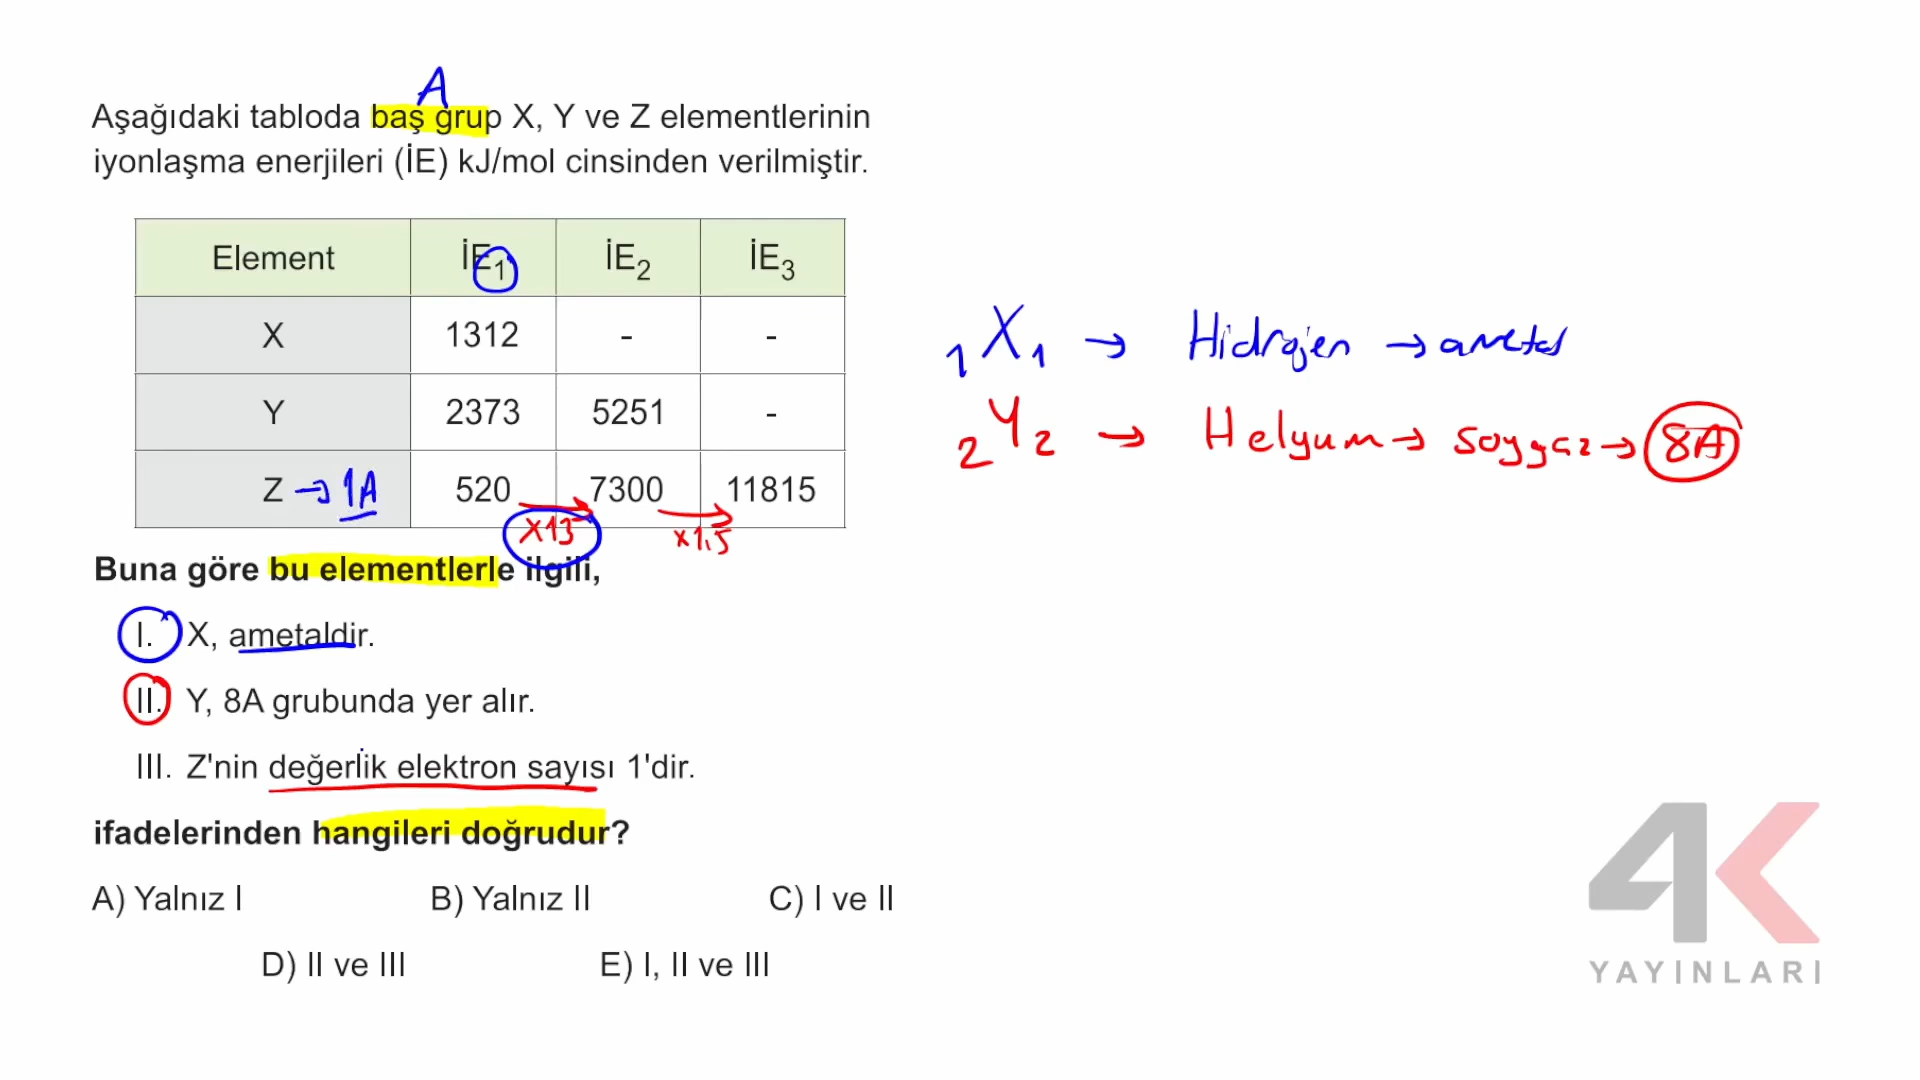 A
Aşağıdaki tabloda baş grup X, Y ve Z elementlerinin
iyonlaşma enerjileri (İE) kJ/mol cinsinden verilmiştir.
Element İE1 İE2 İE3
X 1312 - -
Y 2373 5251 -
Z → 1A 520 7300 11815
x13 x1,5
1X1 → Hidrojen → ametal
2Y2 → Helyum → soygaz → 8A
Buna göre bu elementlerle ilgili,
I. X, ametaldir.
II. Y, 8A grubunda yer alır.
III. Z'nin değerlik elektron sayısı 1'dir.
ifadelerinden hangileri doğrudur?
A) Yalnız I B) Yalnız II C) I ve II
D) II ve III E) I, II ve III
4K
YAYINLARI